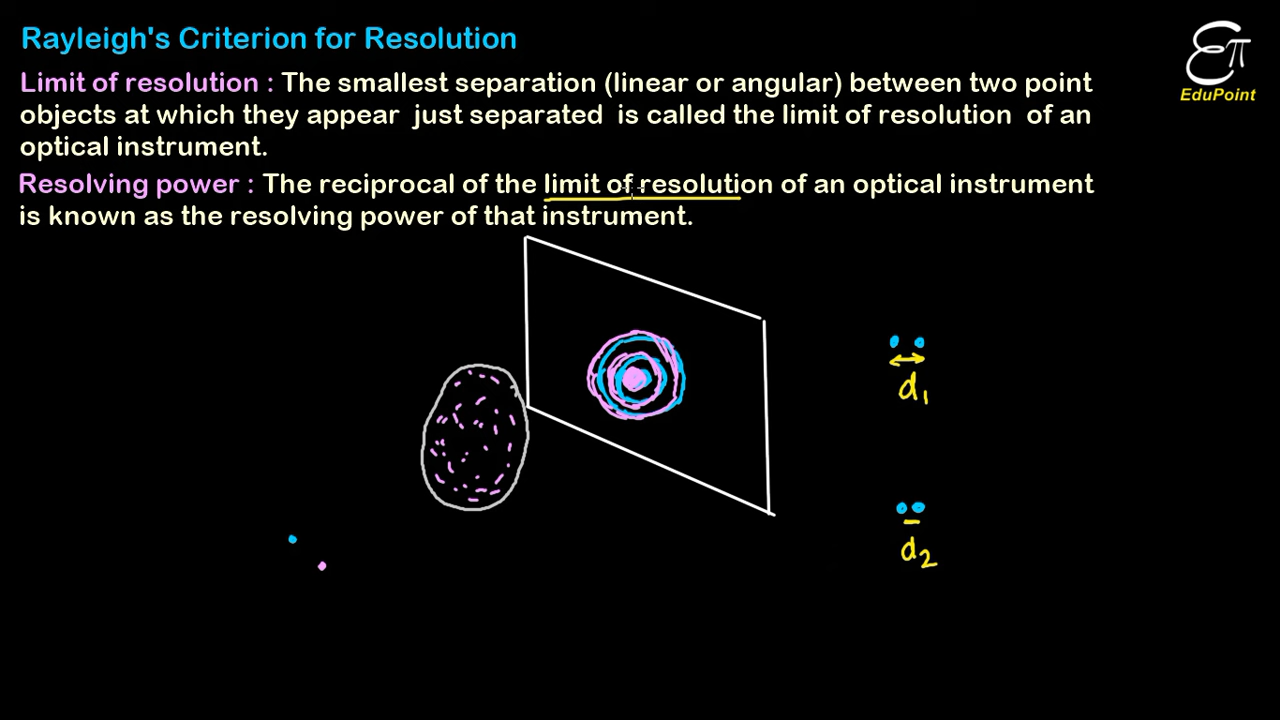 Rayleigh's Criterion for Resolution
Limit of resolution : The smallest separation (linear or angular) between two point
objects at which they appear just separated is called the limit of resolution of an
optical instrument.
Resolving power : The reciprocal of the limit of resolution of an optical instrument
is known as the resolving power of that instrument.
επ
EduPoint
d1
d2